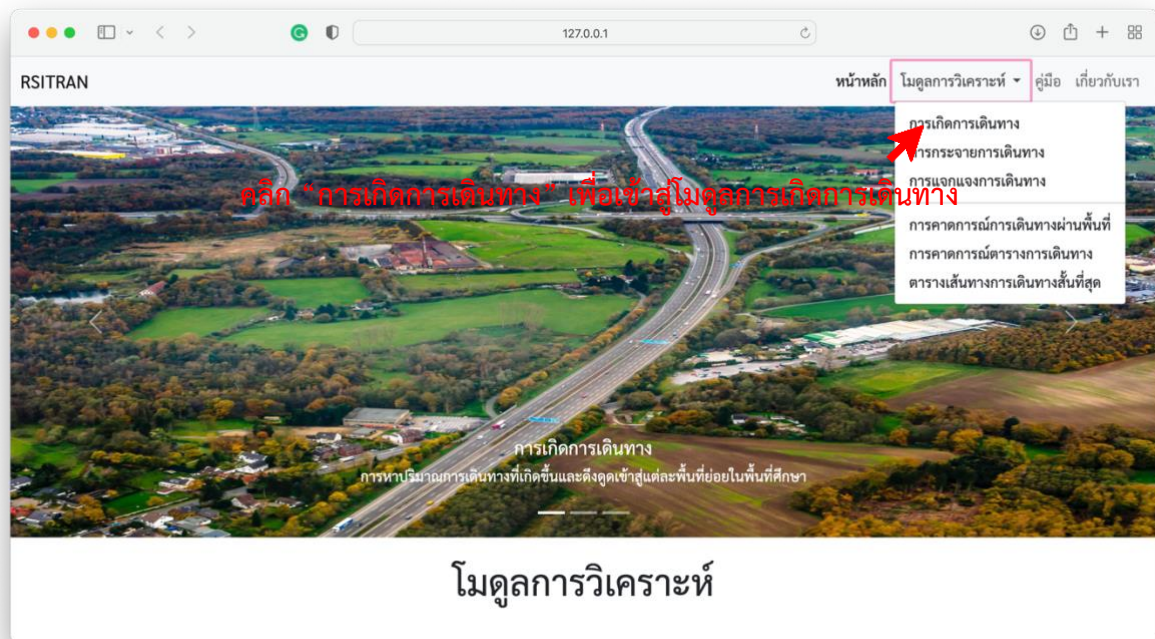 127.0.0.1
RSITRAN
หน้าหลัก โมดูลการวิเคราะห์ คู่มือ เกี่ยวกับเรา
การเกิดการเดินทาง
การกระจายการเดินทาง
การแจกแจงการเดินทาง
คลิก “การเกิดการเดินทาง” เพื่อเข้าสู่โมดูลการเกิดการเดินทาง
การคาดการณ์การเดินทางผ่านพื้นที่
การคาดการณ์ตารางการเดินทาง
ตารางเส้นทางการเดินทางสั้นที่สุด
การเกิดการเดินทาง
การหาปริมาณการเดินทางที่เกิดขึ้นและดึงดูดเข้าสู่แต่ละพื้นที่ย่อยในพื้นที่ศึกษา
โมดูลการวิเคราะห์